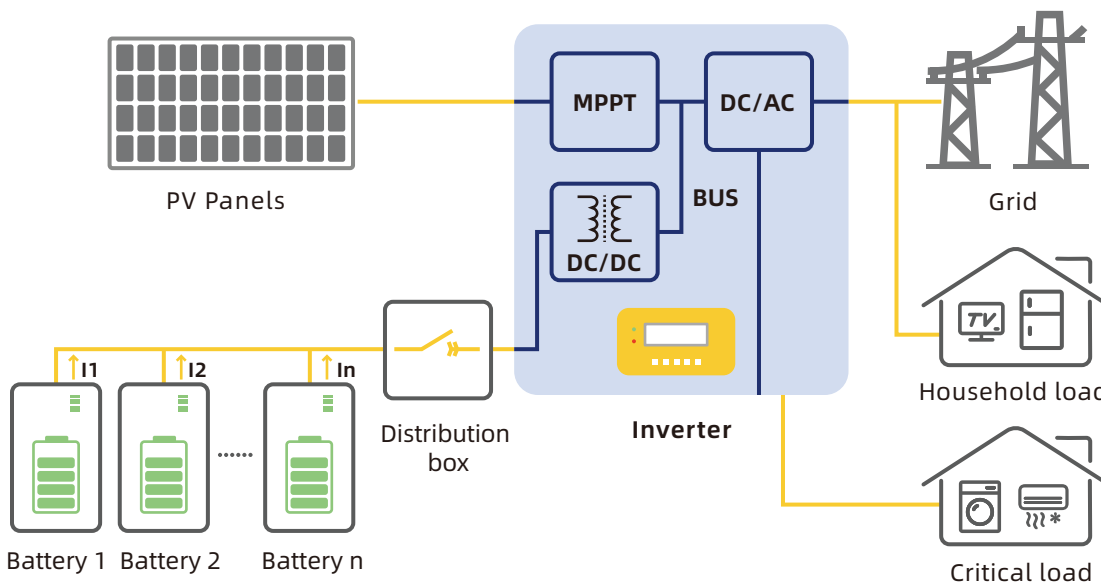 PV Panels
MPPT
DC/AC
BUS
DC/DC
Grid
TV
Household load
I1
I2
In
Distribution
box
Inverter
Battery 1
Battery 2
Battery n
Critical load